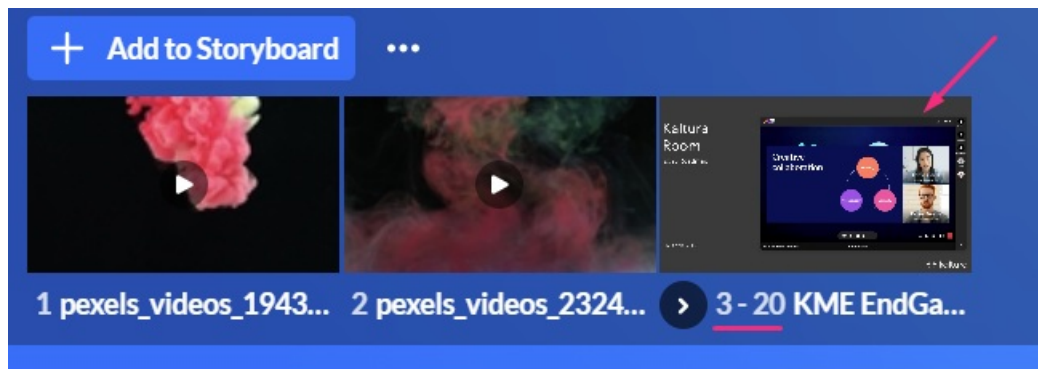 Add to Storyboard
Kaltura
Room
Creative
collaboration
1 pexels_videos_1943...
2 pexels_videos_2324...
3 - 20 KME EndGa...